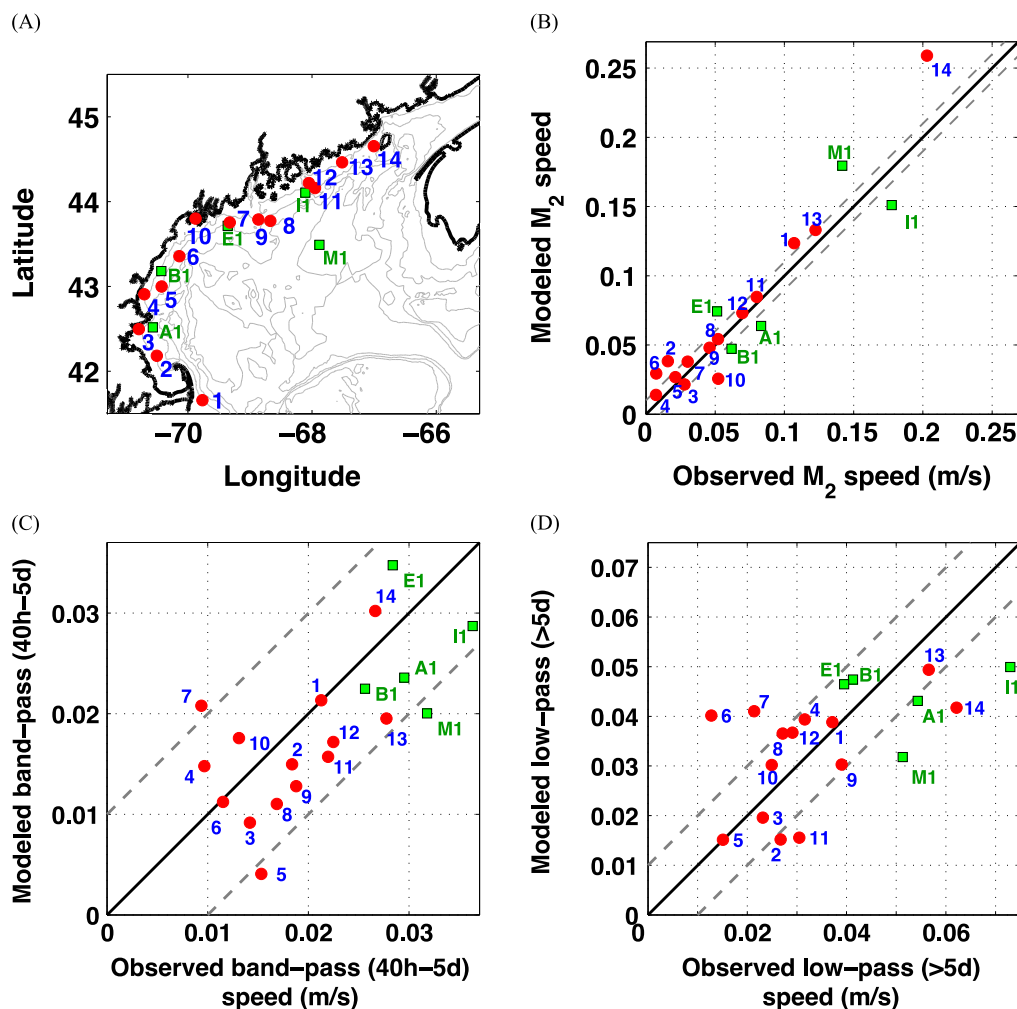 (A)
45
44
43
42
Latitude
−70
−68
−66
Longitude
14
13
12
11
I1
10
7
E1
9
8
M1
6
B1
5
4
A1
3
2
1
(B)
0.25
0.2
0.15
0.1
0.05
0
Modeled M2 speed
0
0.05
0.1
0.15
0.2
0.25
Observed M2 speed (m/s)
14
M1
I1
13
1
11
E1
12
A1
8
B1
6
2
9
7
10
5
3
4
(C)
0.03
0.02
0.01
0
Modeled band−pass (40h−5d)
0
0.01
0.02
0.03
Observed band−pass (40h−5d)
speed (m/s)
E1
14
I1
A1
1
B1
7
M1
12
13
10
2
11
4
9
6
3
8
5
(D)
0.07
0.06
0.05
0.04
0.03
0.02
0.01
0
Modeled low−pass (>5d)
0
0.02
0.04
0.06
Observed low−pass (>5d)
speed (m/s)
13
E1
B1
I1
7
4
A1
14
6
8
12
1
M1
10
9
3
5
2
11